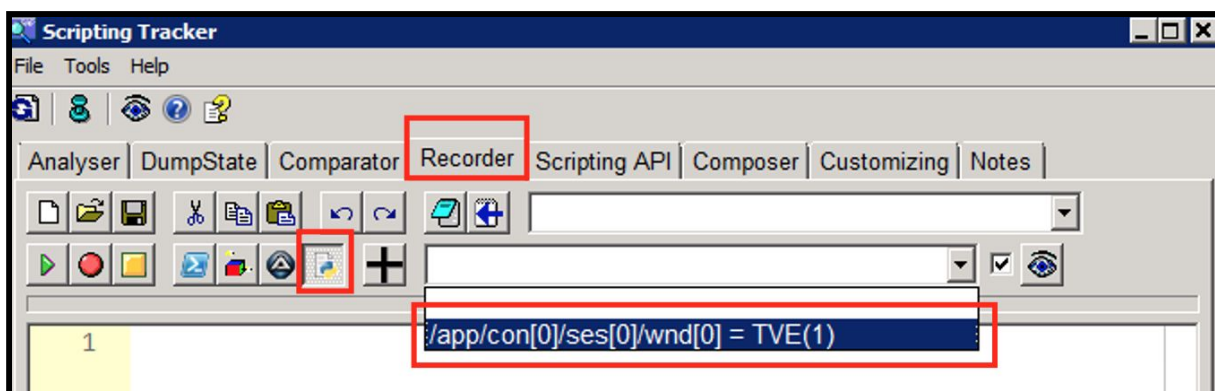 Scripting Tracker
File Tools Help
Analyser DumpState Comparator Recorder Scripting API Composer Customizing Notes
/app/con[0]/ses[0]/wnd[0] = TVE(1)
1